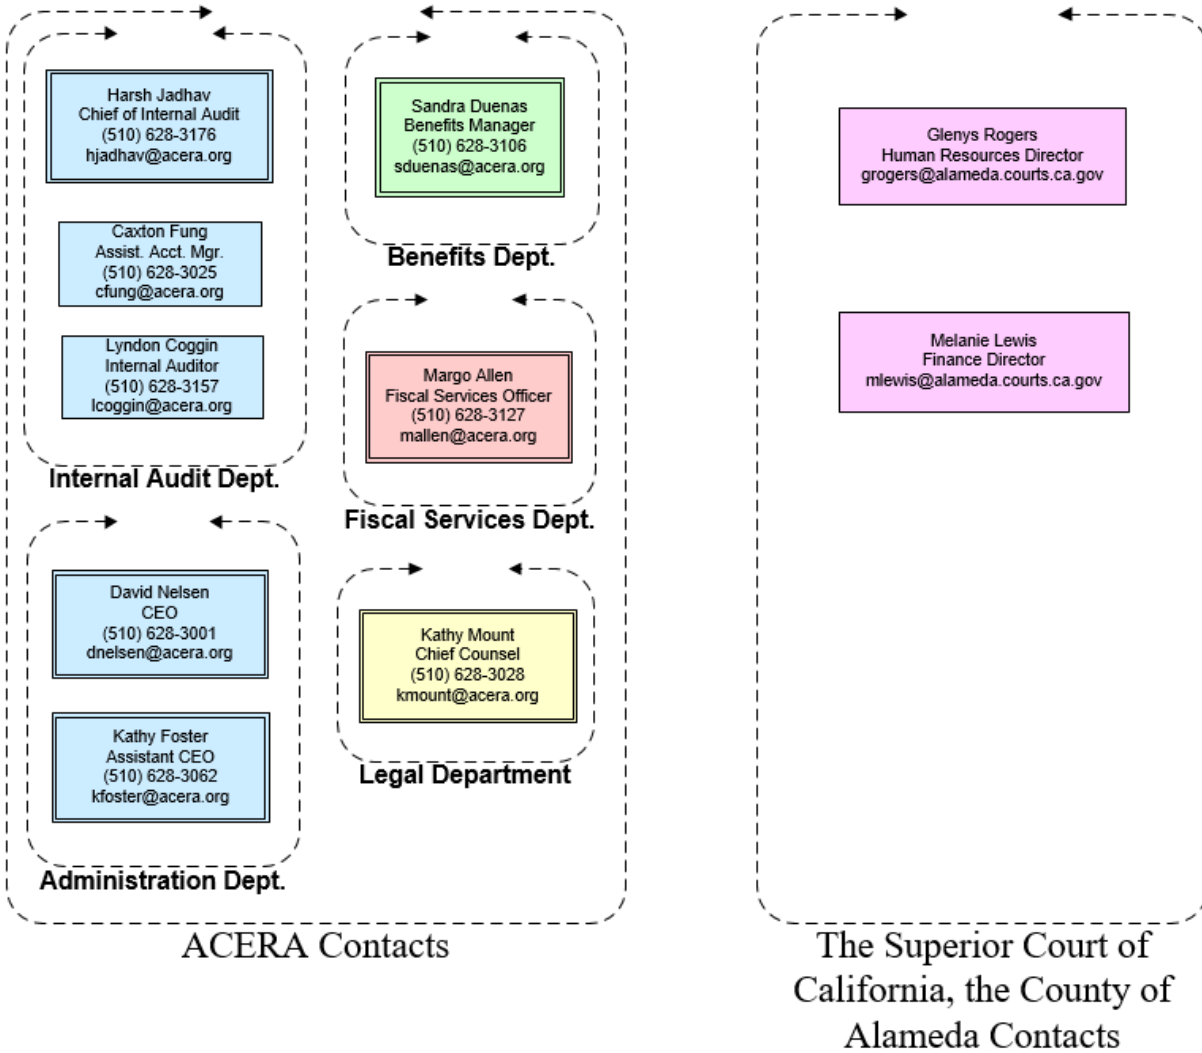 Harsh Jadhav
Chief of Internal Audit
(510) 628-3176
hjadhav@acera.org
Caxton Fung
Assist. Acct. Mgr.
(510) 628-3025
cfung@acera.org
Lyndon Coggin
Internal Auditor
(510) 628-3157
lcoggin@acera.org
Internal Audit Dept.
David Nelsen
CEO
(510) 628-3001
dnelsen@acera.org
Kathy Foster
Assistant CEO
(510) 628-3062
kfoster@acera.org
Administration Dept.
Sandra Duenas
Benefits Manager
(510) 628-3106
sduenas@acera.org
Benefits Dept.
Margo Allen
Fiscal Services Officer
(510) 628-3127
mallen@acera.org
Fiscal Services Dept.
Kathy Mount
Chief Counsel
(510) 628-3028
kmount@acera.org
Legal Department
ACERA Contacts
Glenys Rogers
Human Resources Director
grogers@alameda.courts.ca.gov
Melanie Lewis
Finance Director
mlewis@alameda.courts.ca.gov
The Superior Court of
California, the County of
Alameda Contacts